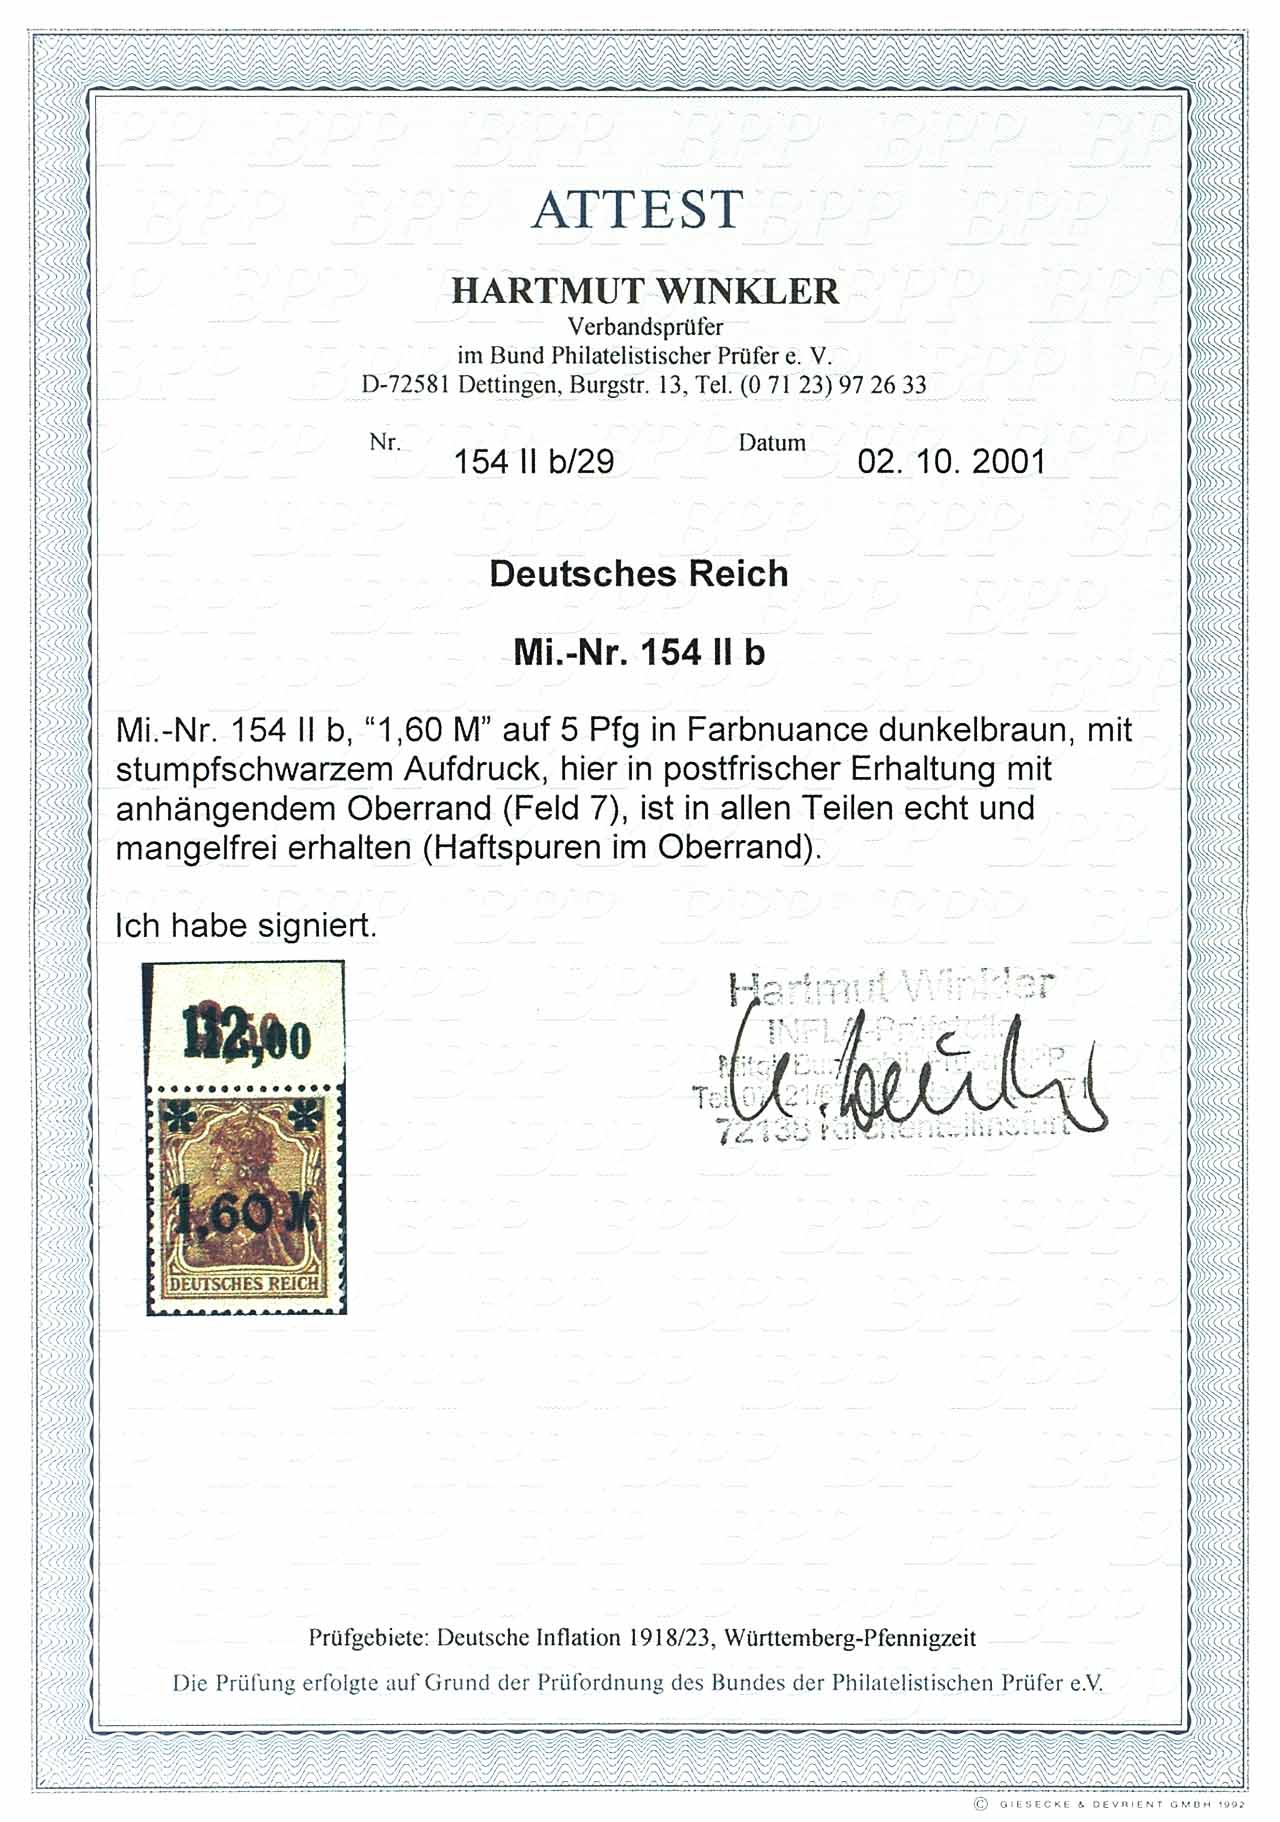 ATTEST
HARTMUT WINKLER
Verbandsprüfer
im Bund Philatelistischer Prüfer e. V.
D-72581 Dettingen, Burgstr. 13, Tel. (0 71 23) 97 26 33
Nr. 154 II b/29 Datum 02. 10. 2001
Deutsches Reich
Mi.-Nr. 154 II b
Mi.-Nr. 154 II b, “1,60 M” auf 5 Pfg in Farbnuance dunkelbraun, mit
stumpfschwarzem Aufdruck, hier in postfrischer Erhaltung mit
anhängendem Oberrand (Feld 7), ist in allen Teilen echt und
mangelfrei erhalten (Haftspuren im Oberrand).
Ich habe signiert.
1,60 M
DEUTSCHES REICH
Hartmut Winkler
72138
Prüfgebiete: Deutsche Inflation 1918/23, Württemberg-Pfennigzeit
Die Prüfung erfolgte auf Grund der Prüfordnung des Bundes der Philatelistischen Prüfer e.V.
© GIESECKE & DEVRIENT GMBH 1992